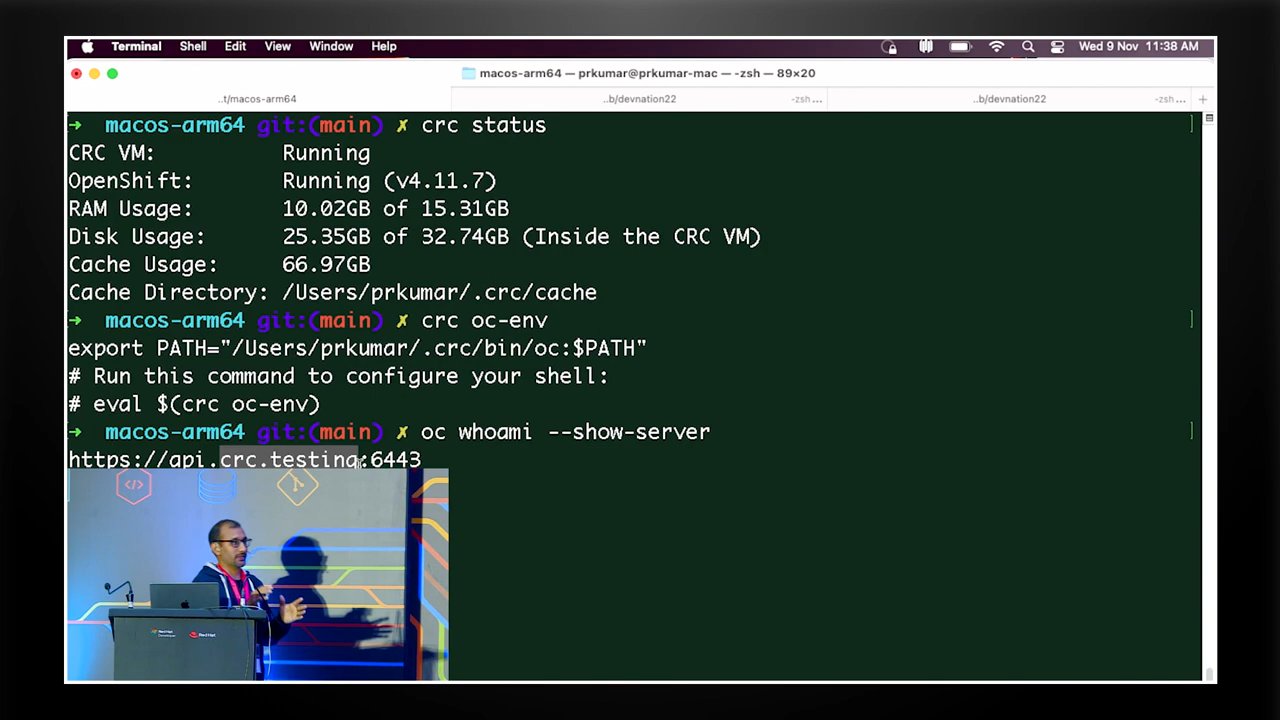 Terminal Shell Edit View Window Help Wed 9 Nov 11:38 AM
macos-arm64 — prkumar@prkumar-mac — -zsh — 89×20
..t/macos-arm64 ..b/devnation22 -zsh ... ..b/devnation22 -zsh ... +
➜ macos-arm64 git:(main) ✗ crc status
CRC VM: Running
OpenShift: Running (v4.11.7)
RAM Usage: 10.02GB of 15.31GB
Disk Usage: 25.35GB of 32.74GB (Inside the CRC VM)
Cache Usage: 66.97GB
Cache Directory: /Users/prkumar/.crc/cache
➜ macos-arm64 git:(main) ✗ crc oc-env
export PATH="/Users/prkumar/.crc/bin/oc:$PATH"
# Run this command to configure your shell:
# eval $(crc oc-env)
➜ macos-arm64 git:(main) ✗ oc whoami --show-server
https://api.crc.testing:6443